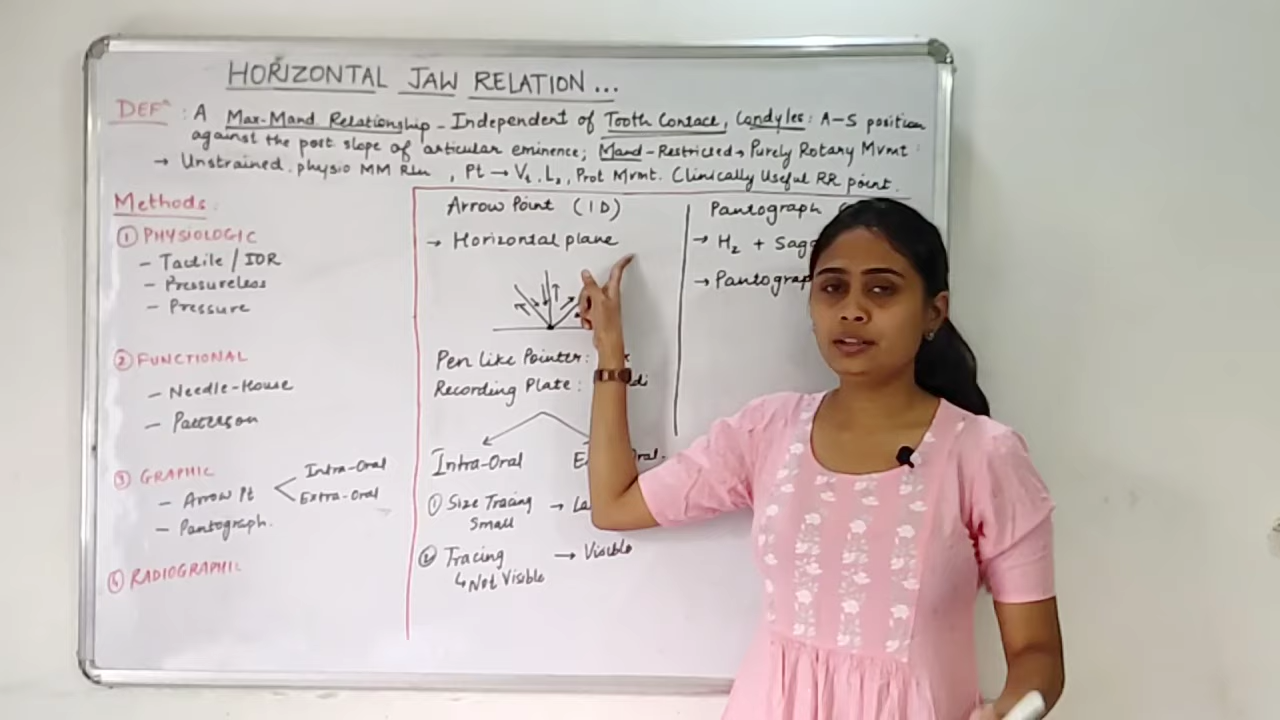 HORIZONTAL JAW RELATION...
DEFⁿ : A Max-Mand Relationship - Independent of Tooth Contact, Condyles: A-S position
against the post slope of articular eminence; Mand - Restricted → Purely Rotary Mvmt
→ Unstrained. physio MM Rln , Pt → Vt. L2, Prot Mvmt. Clinically Useful RR point.
Methods:
① PHYSIOLOGIC
- Tactile / IOR
- Pressureless
- Pressure
② FUNCTIONAL
- Needle-House
- Patterson
③ GRAPHIC
- Arrow Pt
Intra-Oral
Extra-Oral
- Pantograph.
④ RADIOGRAPHIC
Arrow Point (1D)
→ Horizontal plane
Pen like Pointer:
Recording Plate:
Intra-Oral
① Size Tracing →
Small
② Tracing → Visible
↳ Not Visible
Pantograph
→ Hz + Sag
→ Pantograp